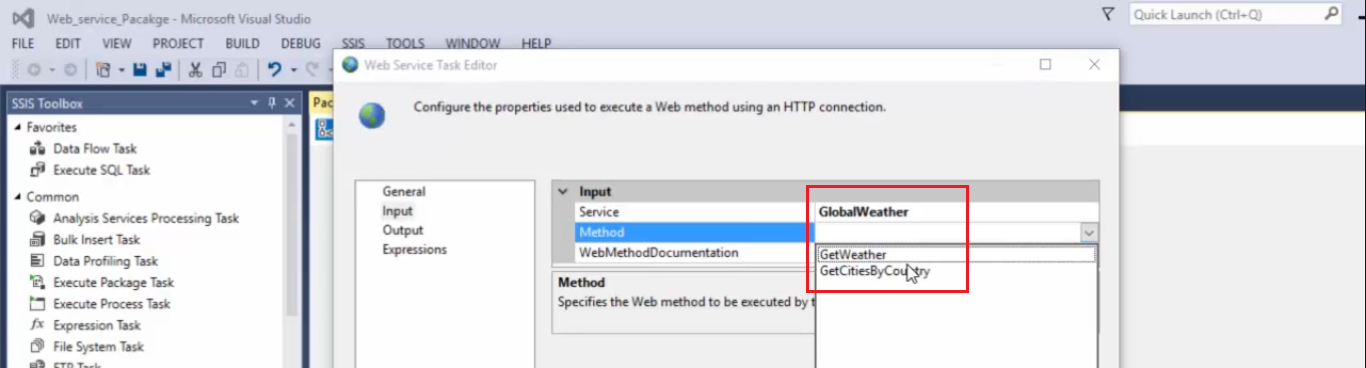 Web_service_Pacakge - Microsoft Visual Studio
Quick Launch (Ctrl+Q)
FILE EDIT VIEW PROJECT BUILD DEBUG SSIS TOOLS WINDOW HELP
Web Service Task Editor
SSIS Toolbox
Pac
Configure the properties used to execute a Web method using an HTTP connection.
Favorites
Data Flow Task
Execute SQL Task
Common
Analysis Services Processing Task
Bulk Insert Task
Data Profiling Task
Execute Package Task
Execute Process Task
Expression Task
File System Task
FTP Task
General
Input
Output
Expressions
Input
Service GlobalWeather
Method
WebMethodDocumentation
GetWeather
GetCitiesByCountry
Method
Specifies the Web method to be executed by t